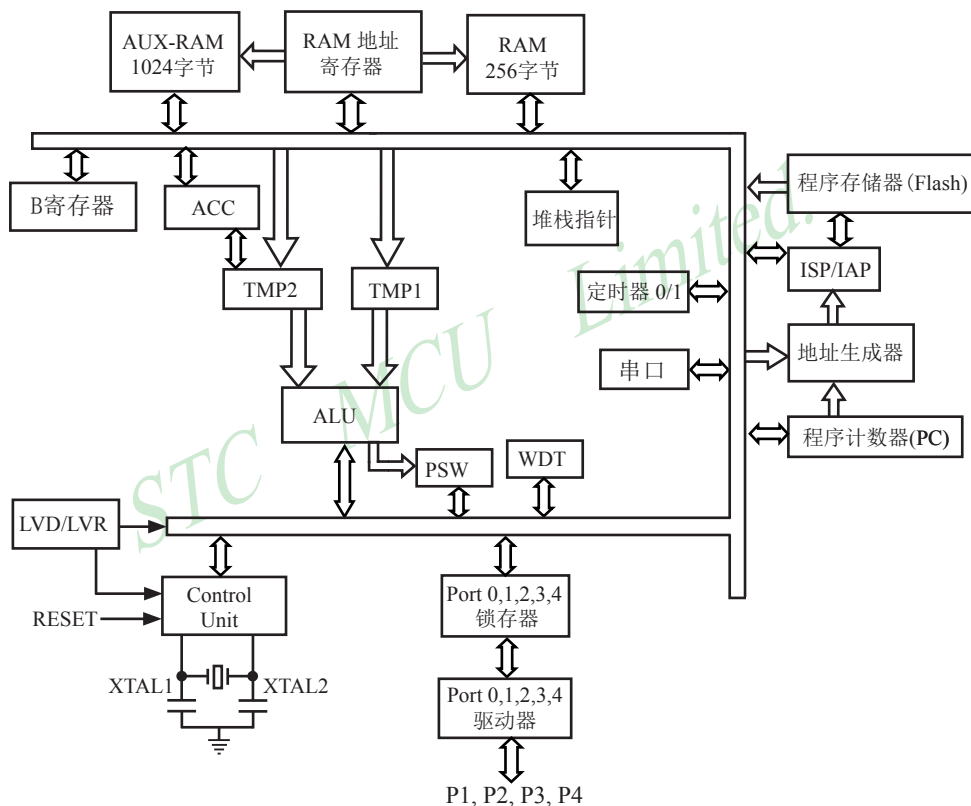 AUX-RAM
1024字节
RAM 地址
寄存器
RAM
256字节
B寄存器
ACC
堆栈指针
程序存储器(Flash)
TMP2
TMP1
定时器 0/1
ISP/IAP
串口
地址生成器
ALU
PSW
WDT
程序计数器(PC)
LVD/LVR
Control
Unit
RESET
XTAL1
XTAL2
Port 0,1,2,3,4
锁存器
Port 0,1,2,3,4
驱动器
P1, P2, P3, P4
STC MCU Limited.